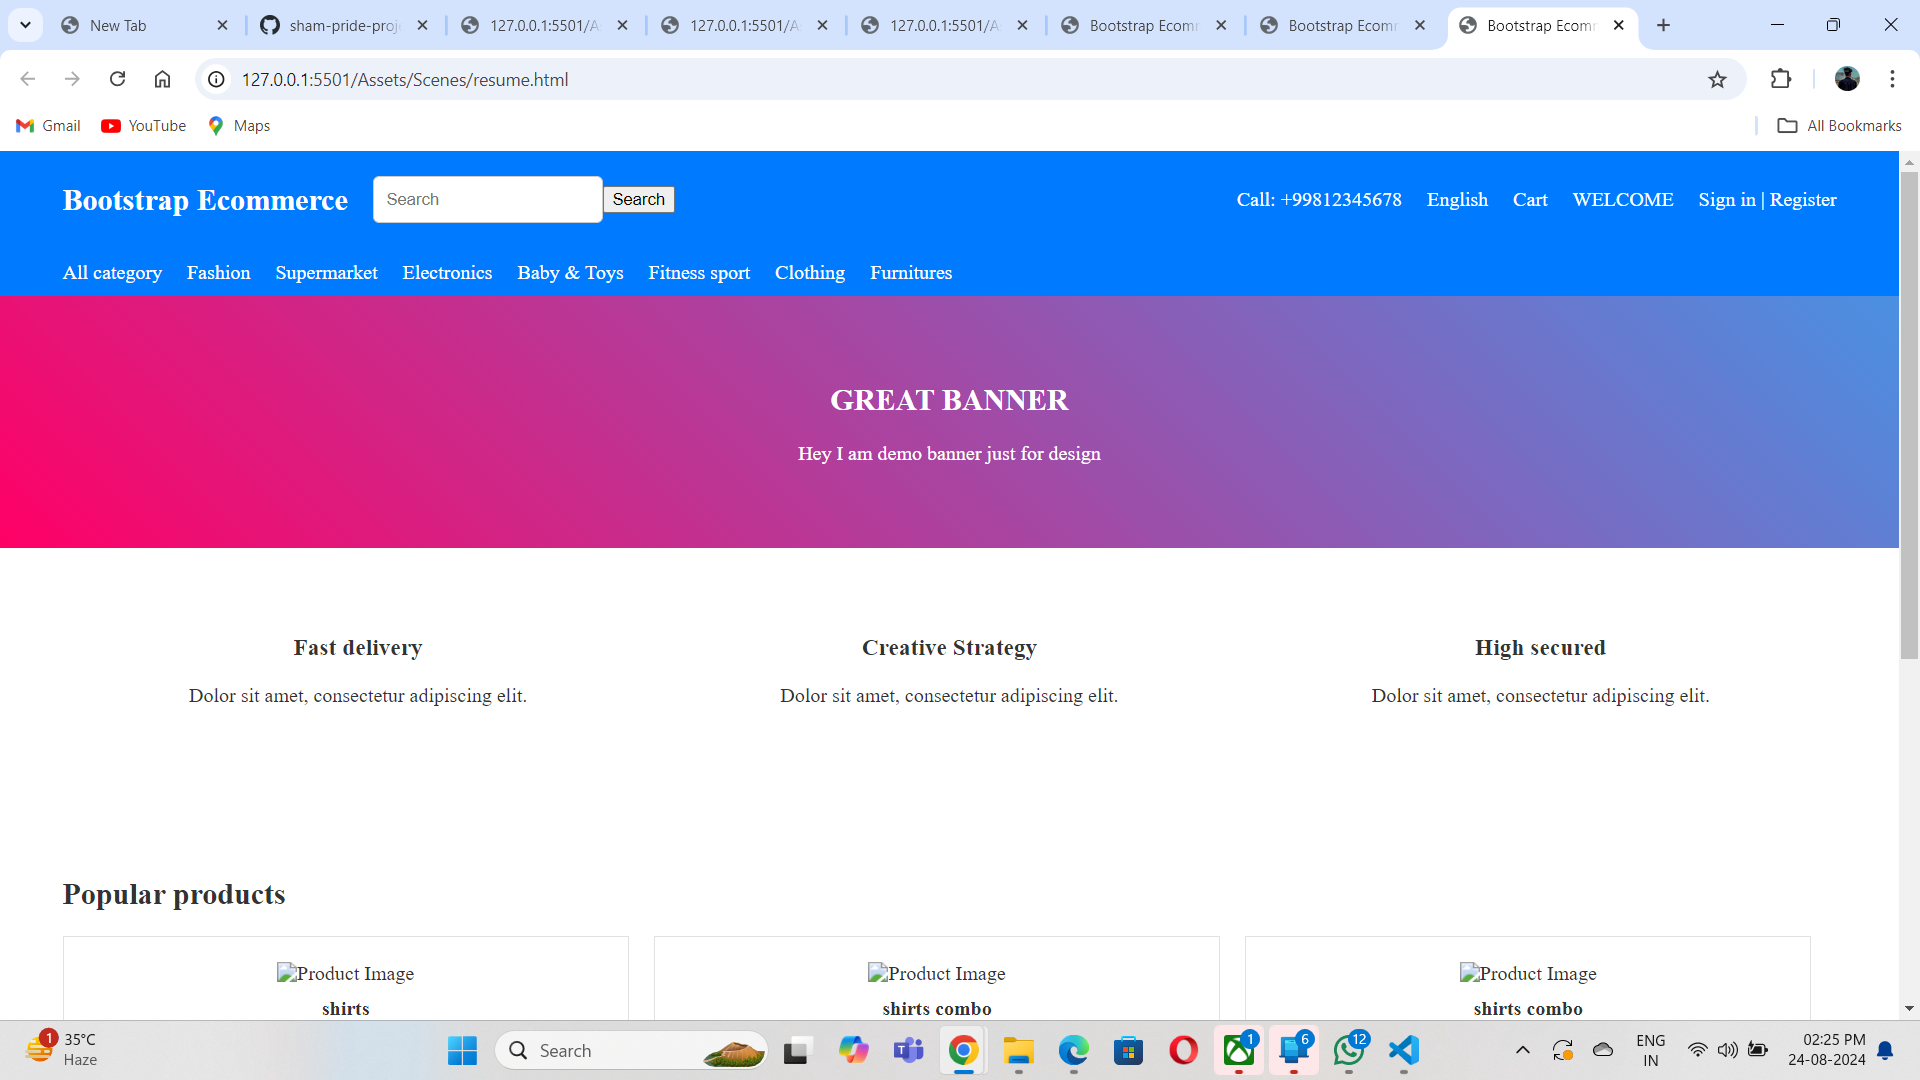 New Tab
sham-pride-proj
127.0.0.1:5501/A
127.0.0.1:5501/A
127.0.0.1:5501/A
Bootstrap Ecomm
Bootstrap Ecomm
Bootstrap Ecomm
127.0.0.1:5501/Assets/Scenes/resume.html
Gmail YouTube Maps All Bookmarks
Bootstrap Ecommerce Search Search Call: +99812345678 English Cart WELCOME Sign in | Register
All category Fashion Supermarket Electronics Baby & Toys Fitness sport Clothing Furnitures
GREAT BANNER
Hey I am demo banner just for design
Fast delivery Creative Strategy High secured
Dolor sit amet, consectetur adipiscing elit. Dolor sit amet, consectetur adipiscing elit. Dolor sit amet, consectetur adipiscing elit.
Popular products
Product Image Product Image Product Image
shirts shirts combo shirts combo
1 35°C
Haze
Search
1
6
12
ENG
IN
02:25 PM
24-08-2024